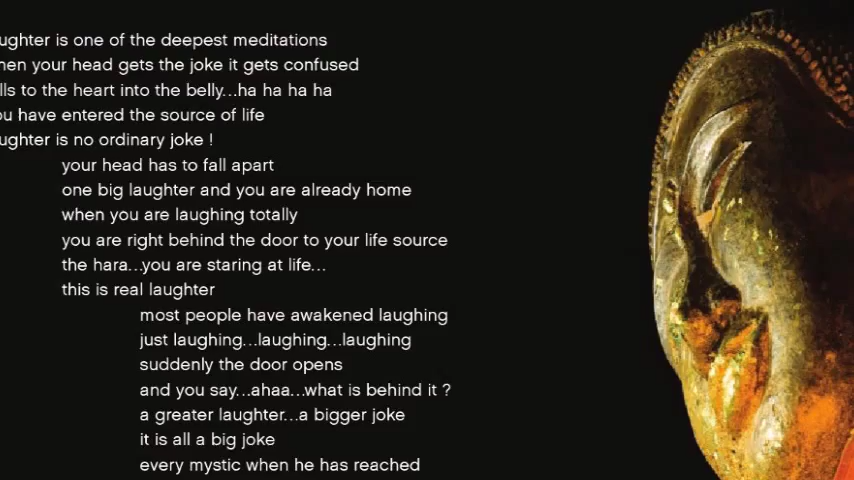 ughter is one of the deepest meditations
hen your head gets the joke it gets confused
lls to the heart into the belly...ha ha ha ha
ou have entered the source of life
ughter is no ordinary joke !
your head has to fall apart
one big laughter and you are already home
when you are laughing totally
you are right behind the door to your life source
the hara...you are staring at life...
this is real laughter
most people have awakened laughing
just laughing...laughing...laughing
suddenly the door opens
and you say...ahaa...what is behind it ?
a greater laughter...a bigger joke
it is all a big joke
every mystic when he has reached